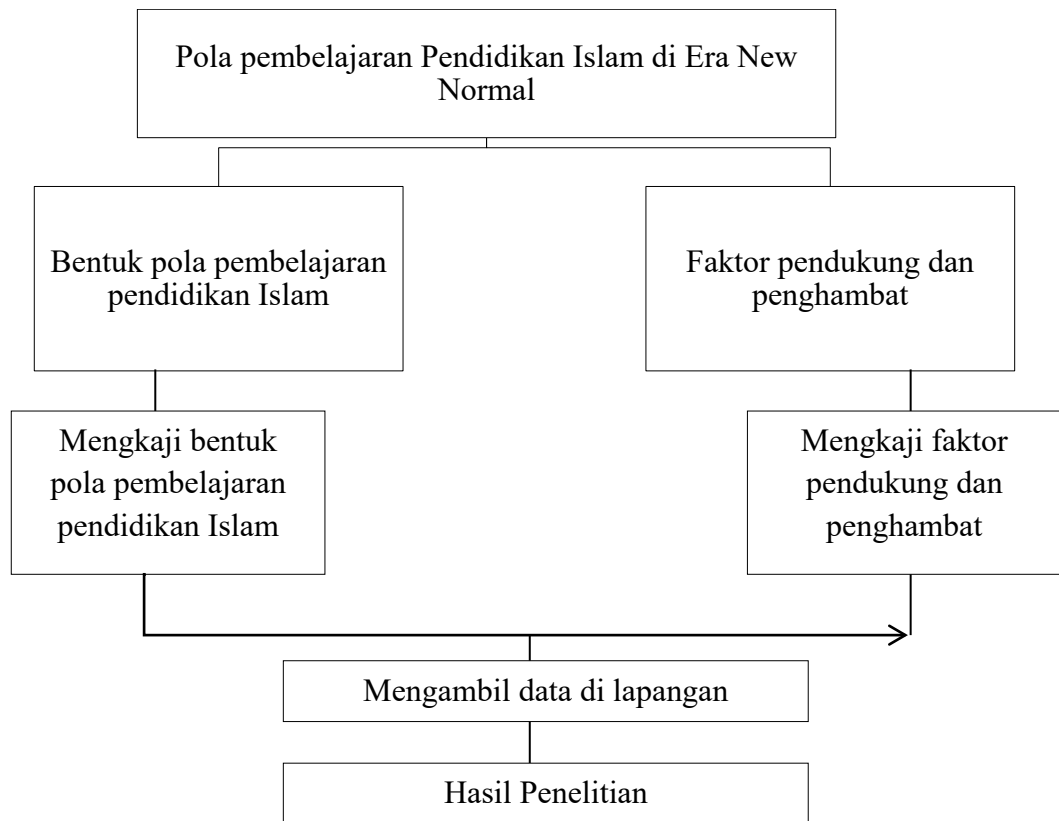 Pola pembelajaran Pendidikan Islam di Era New
Normal
Bentuk pola pembelajaran
pendidikan Islam
Faktor pendukung dan
penghambat
Mengkaji bentuk
pola pembelajaran
pendidikan Islam
Mengkaji faktor
pendukung dan
penghambat
Mengambil data di lapangan
Hasil Penelitian